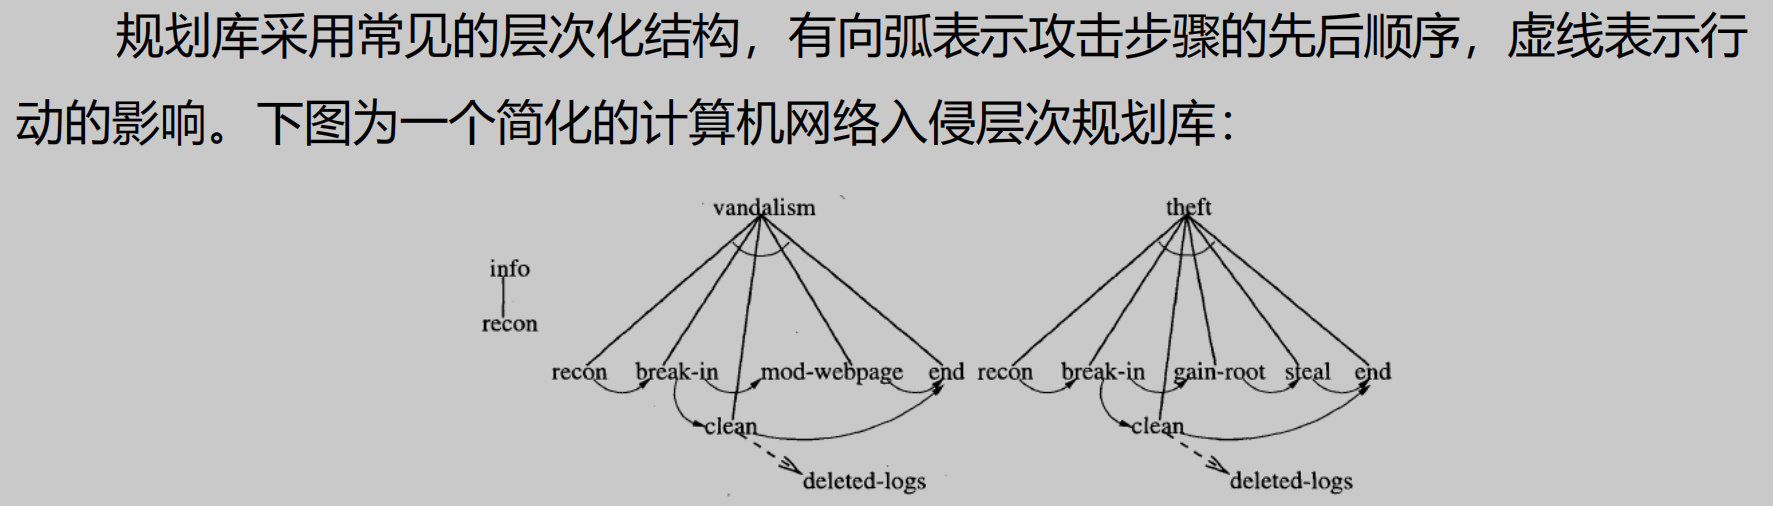 规划库采用常见的层次化结构，有向弧表示攻击步骤的先后顺序，虚线表示行
动的影响。下图为一个简化的计算机网络入侵层次规划库：
vandalism theft
info
recon
recon break-in mod-webpage end recon break-in gain-root steal end
clean clean
deleted-logs deleted-logs